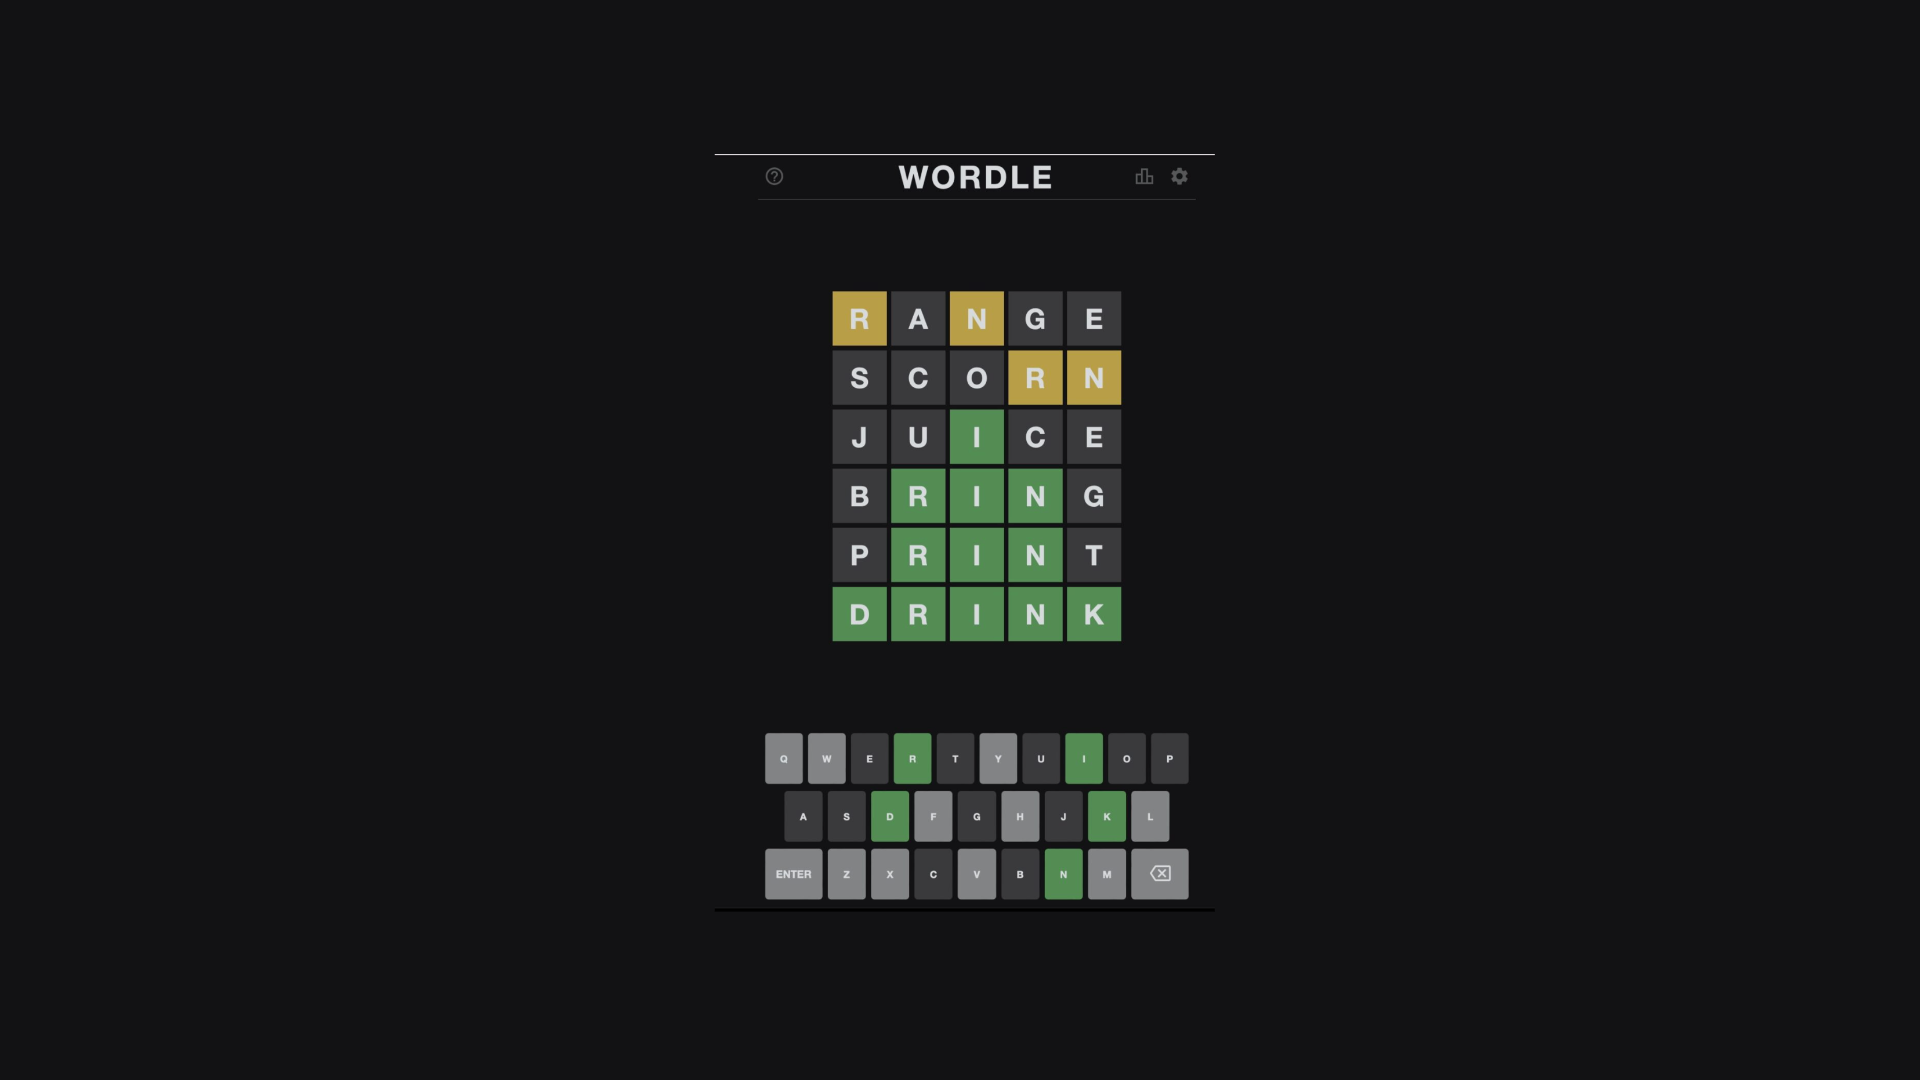 WORDLE
R A N G E
S C O R N
J U I C E
B R I N G
P R I N T
D R I N K
Q W E R T Y U I O P
A S D F G H J K L
ENTER Z X C V B N M